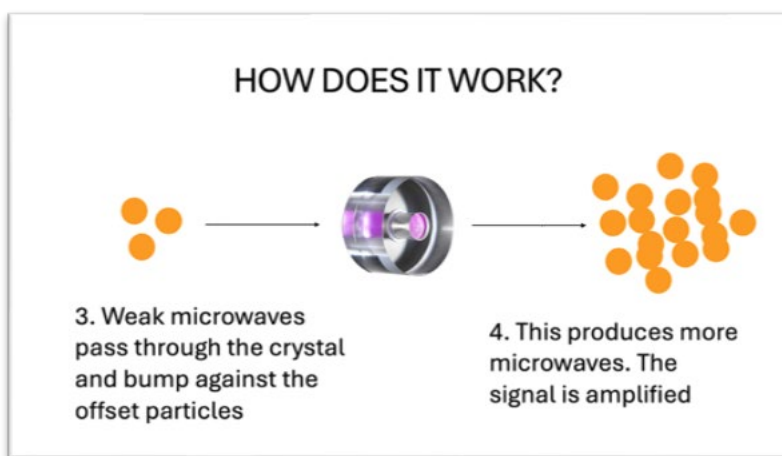 HOW DOES IT WORK?
3. Weak microwaves
pass through the crystal
and bump against the
offset particles
4. This produces more
microwaves. The
signal is amplified